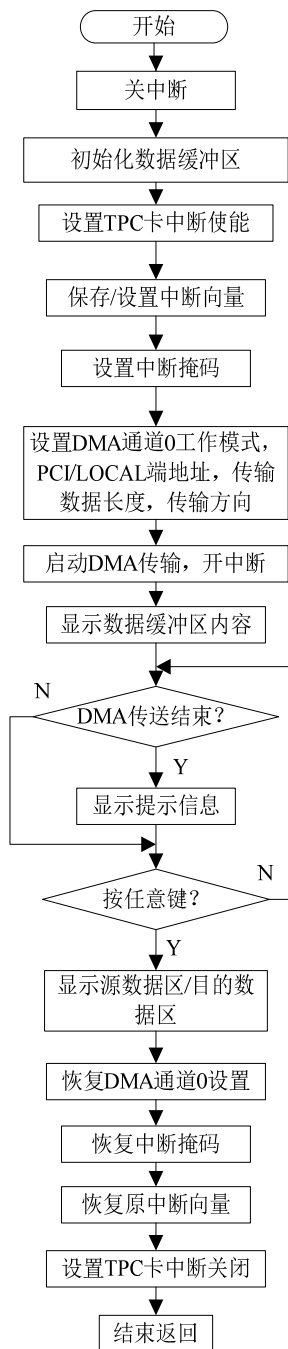 开始
关中断
初始化数据缓冲区
设置TPC卡中断使能
保存/设置中断向量
设置中断掩码
设置DMA通道0工作模式，
PCI/LOCAL端地址，传输
数据长度，传输方向
启动DMA传输，开中断
显示数据缓冲区内容
N
DMA传送结束？
Y
显示提示信息
按任意键？
N
Y
显示源数据区/目的数
据区
恢复DMA通道0设置
恢复中断掩码
恢复原中断向量
设置TPC卡中断关闭
结束返回